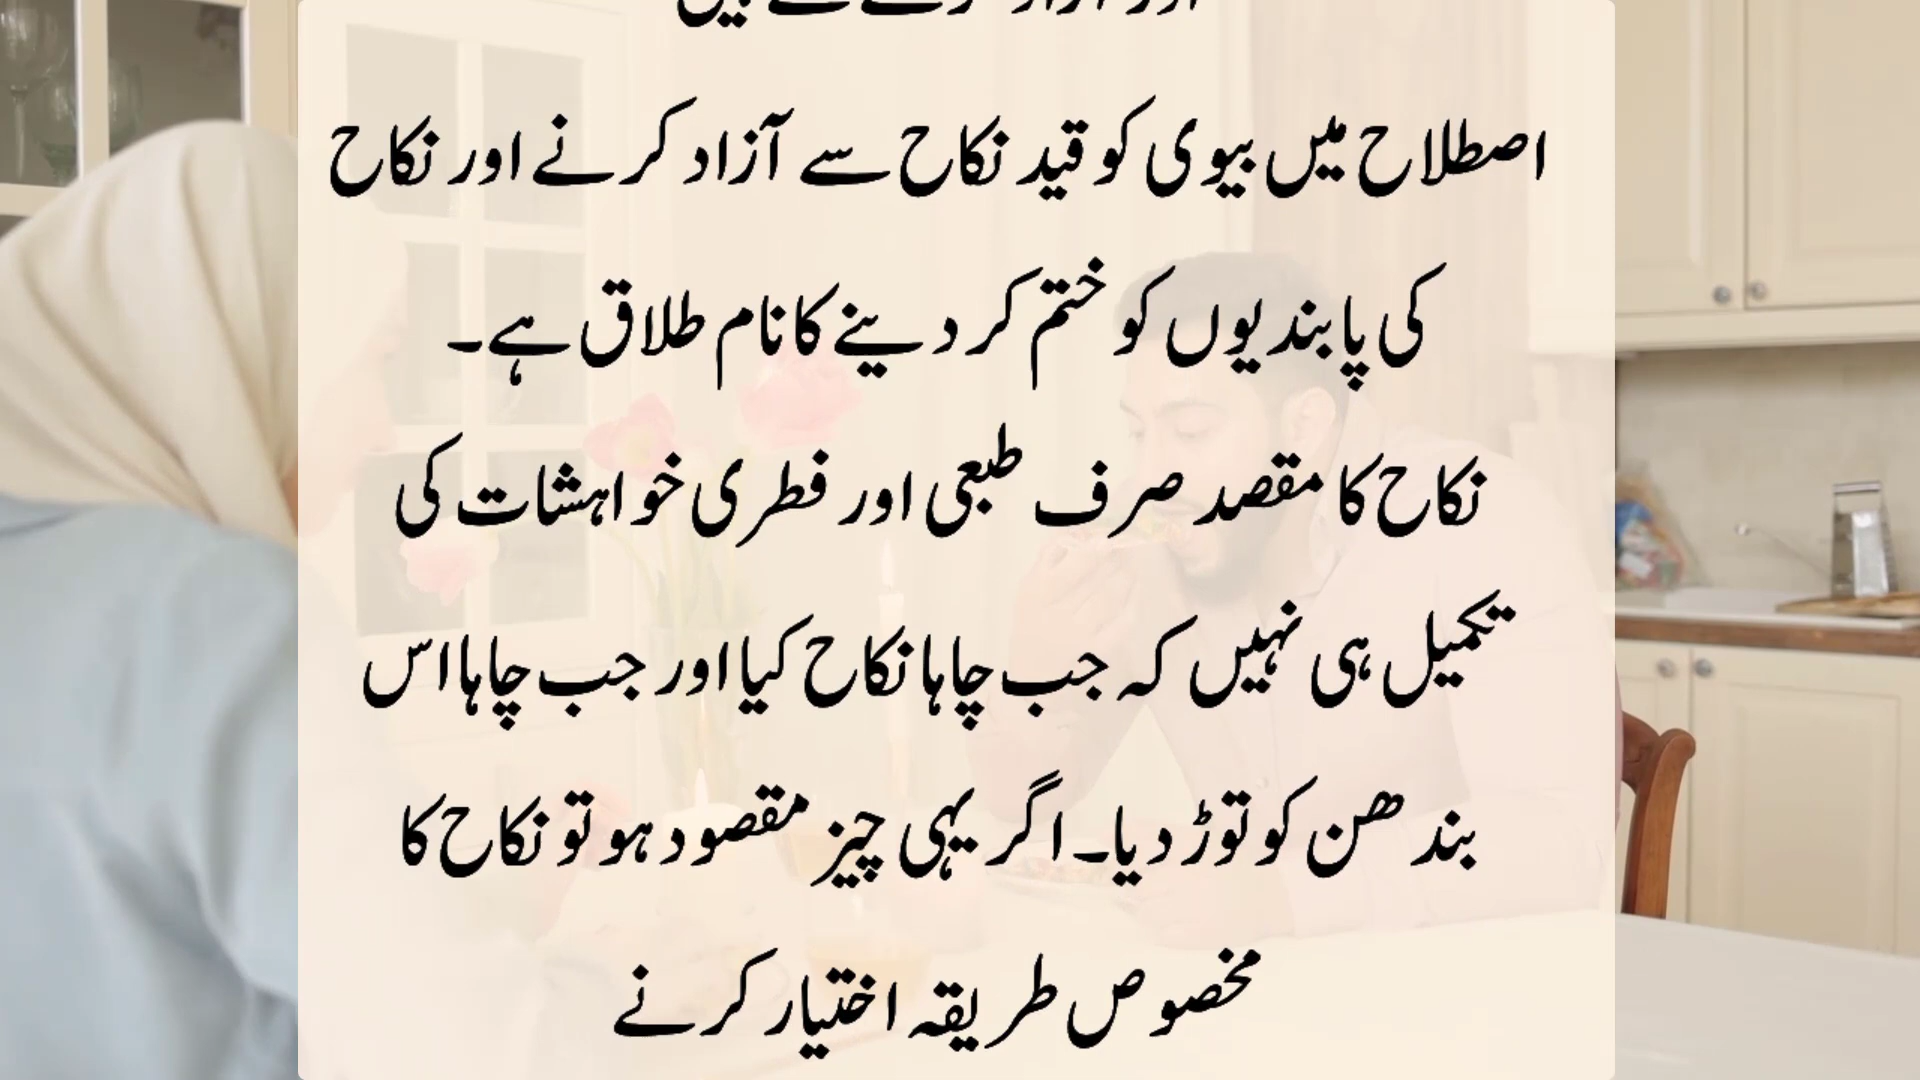 اصطلاح میں بیوی کو قید نکاح سے آزاد کرنے اور نکاح
کی پابندیوں کو ختم کر دینے کا نام طلاق ہے۔
نکاح کا مقصد صرف طبعی اور فطری خواہشات کی
تکمیل ہی نہیں کہ جب چاہا نکاح کیا اور جب چاہا اس
بندھن کو توڑ دیا۔ اگر یہی چیز مقصود ہو تو نکاح کا
مخصوص طریقہ اختیار کرنے